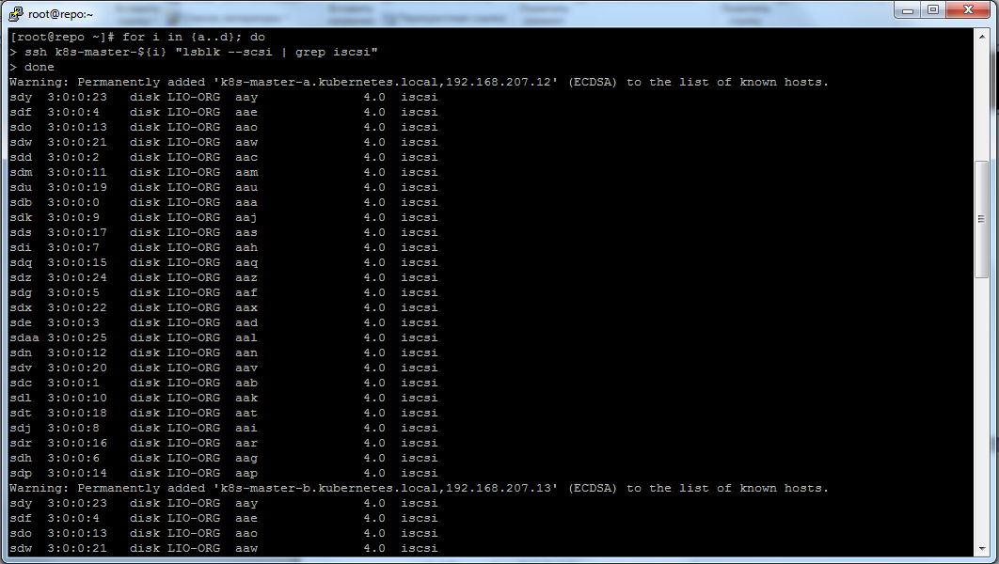 root@repo:~
[root@repo ~]# for i in {a..d}; do
> ssh k8s-master-${i} "lsblk --scsi | grep iscsi"
> done
Warning: Permanently added 'k8s-master-a.kubernetes.local,192.168.207.12' (ECDSA) to the list of known hosts.
sdy  3:0:0:23   disk LIO-ORG  aay              4.0  iscsi
sdf  3:0:0:4    disk LIO-ORG  aae              4.0  iscsi
sdo  3:0:0:13   disk LIO-ORG  aao              4.0  iscsi
sdw  3:0:0:21   disk LIO-ORG  aaw              4.0  iscsi
sdd  3:0:0:2    disk LIO-ORG  aac              4.0  iscsi
sdm  3:0:0:11   disk LIO-ORG  aam              4.0  iscsi
sdu  3:0:0:19   disk LIO-ORG  aau              4.0  iscsi
sdb  3:0:0:0    disk LIO-ORG  aaa              4.0  iscsi
sdk  3:0:0:9    disk LIO-ORG  aaj              4.0  iscsi
sds  3:0:0:17   disk LIO-ORG  aas              4.0  iscsi
sdi  3:0:0:7    disk LIO-ORG  aah              4.0  iscsi
sdq  3:0:0:15   disk LIO-ORG  aaq              4.0  iscsi
sdz  3:0:0:24   disk LIO-ORG  aaz              4.0  iscsi
sdg  3:0:0:5    disk LIO-ORG  aaf              4.0  iscsi
sdx  3:0:0:22   disk LIO-ORG  aax              4.0  iscsi
sde  3:0:0:3    disk LIO-ORG  aad              4.0  iscsi
sdaa 3:0:0:25   disk LIO-ORG  aal              4.0  iscsi
sdn  3:0:0:12   disk LIO-ORG  aan              4.0  iscsi
sdv  3:0:0:20   disk LIO-ORG  aav              4.0  iscsi
sdc  3:0:0:1    disk LIO-ORG  aab              4.0  iscsi
sdl  3:0:0:10   disk LIO-ORG  aak              4.0  iscsi
sdt  3:0:0:18   disk LIO-ORG  aat              4.0  iscsi
sdj  3:0:0:8    disk LIO-ORG  aai              4.0  iscsi
sdr  3:0:0:16   disk LIO-ORG  aar              4.0  iscsi
sdh  3:0:0:6    disk LIO-ORG  aag              4.0  iscsi
sdp  3:0:0:14   disk LIO-ORG  aap              4.0  iscsi
Warning: Permanently added 'k8s-master-b.kubernetes.local,192.168.207.13' (ECDSA) to the list of known hosts.
sdy  3:0:0:23   disk LIO-ORG  aay              4.0  iscsi
sdf  3:0:0:4    disk LIO-ORG  aae              4.0  iscsi
sdo  3:0:0:13   disk LIO-ORG  aao              4.0  iscsi
sdw  3:0:0:21   disk LIO-ORG  aaw              4.0  iscsi